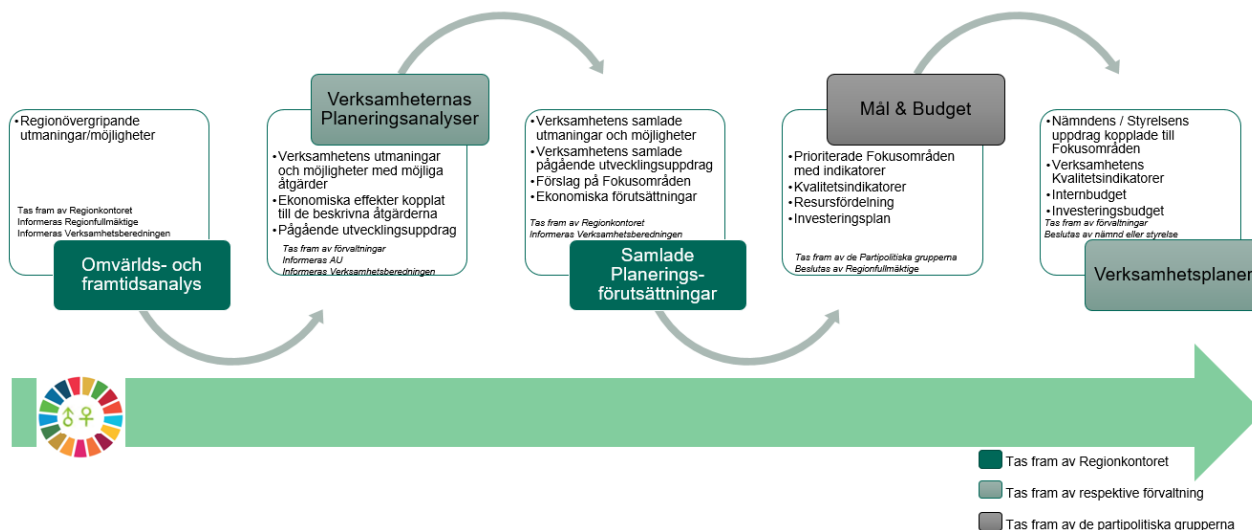 •Regionövergripande
utmaningar/möjligheter
Tas fram av Regionkontoret
Informeras Regionfullmäktige
Informeras Verksamhetsberedningen
Omvärlds- och
framtidsanalys
Verksamheternas
Planeringsanalyser
•Verksamhetens utmaningar
och möjligheter med möjliga
åtgärder
•Ekonomiska effekter kopplat
till de beskrivna åtgärderna
•Pågående utvecklingsuppdrag
Tas fram av förvaltningar
Informeras AU
Informeras Verksamhetsberedningen
•Verksamhetens samlade
utmaningar och möjligheter
•Verksamhetens samlade
pågående utvecklingsuppdrag
•Förslag på Fokusområden
•Ekonomiska förutsättningar
Tas fram av Regionkontoret
Informeras Verksamhetsberedningen
Samlade
Planerings-
förutsättningar
Mål & Budget
•Prioriterade Fokusområden
med indikatorer
•Kvalitetsindikatorer
•Resursfördelning
•Investeringsplan
Tas fram av de Partipolitiska grupperna
Beslutas av Regionfullmäktige
•Nämndens / Styrelsens
uppdrag kopplade till
Fokusområden
•Verksamhetens
Kvalitetsindikatorer
•Internbudget
•Investeringsbudget
Tas fram av förvaltningar
Beslutas av nämnd eller styrelse
Verksamhetsplaner
Tas fram av Regionkontoret
Tas fram av respektive förvaltning
Tas fram av de partipolitiska grupperna